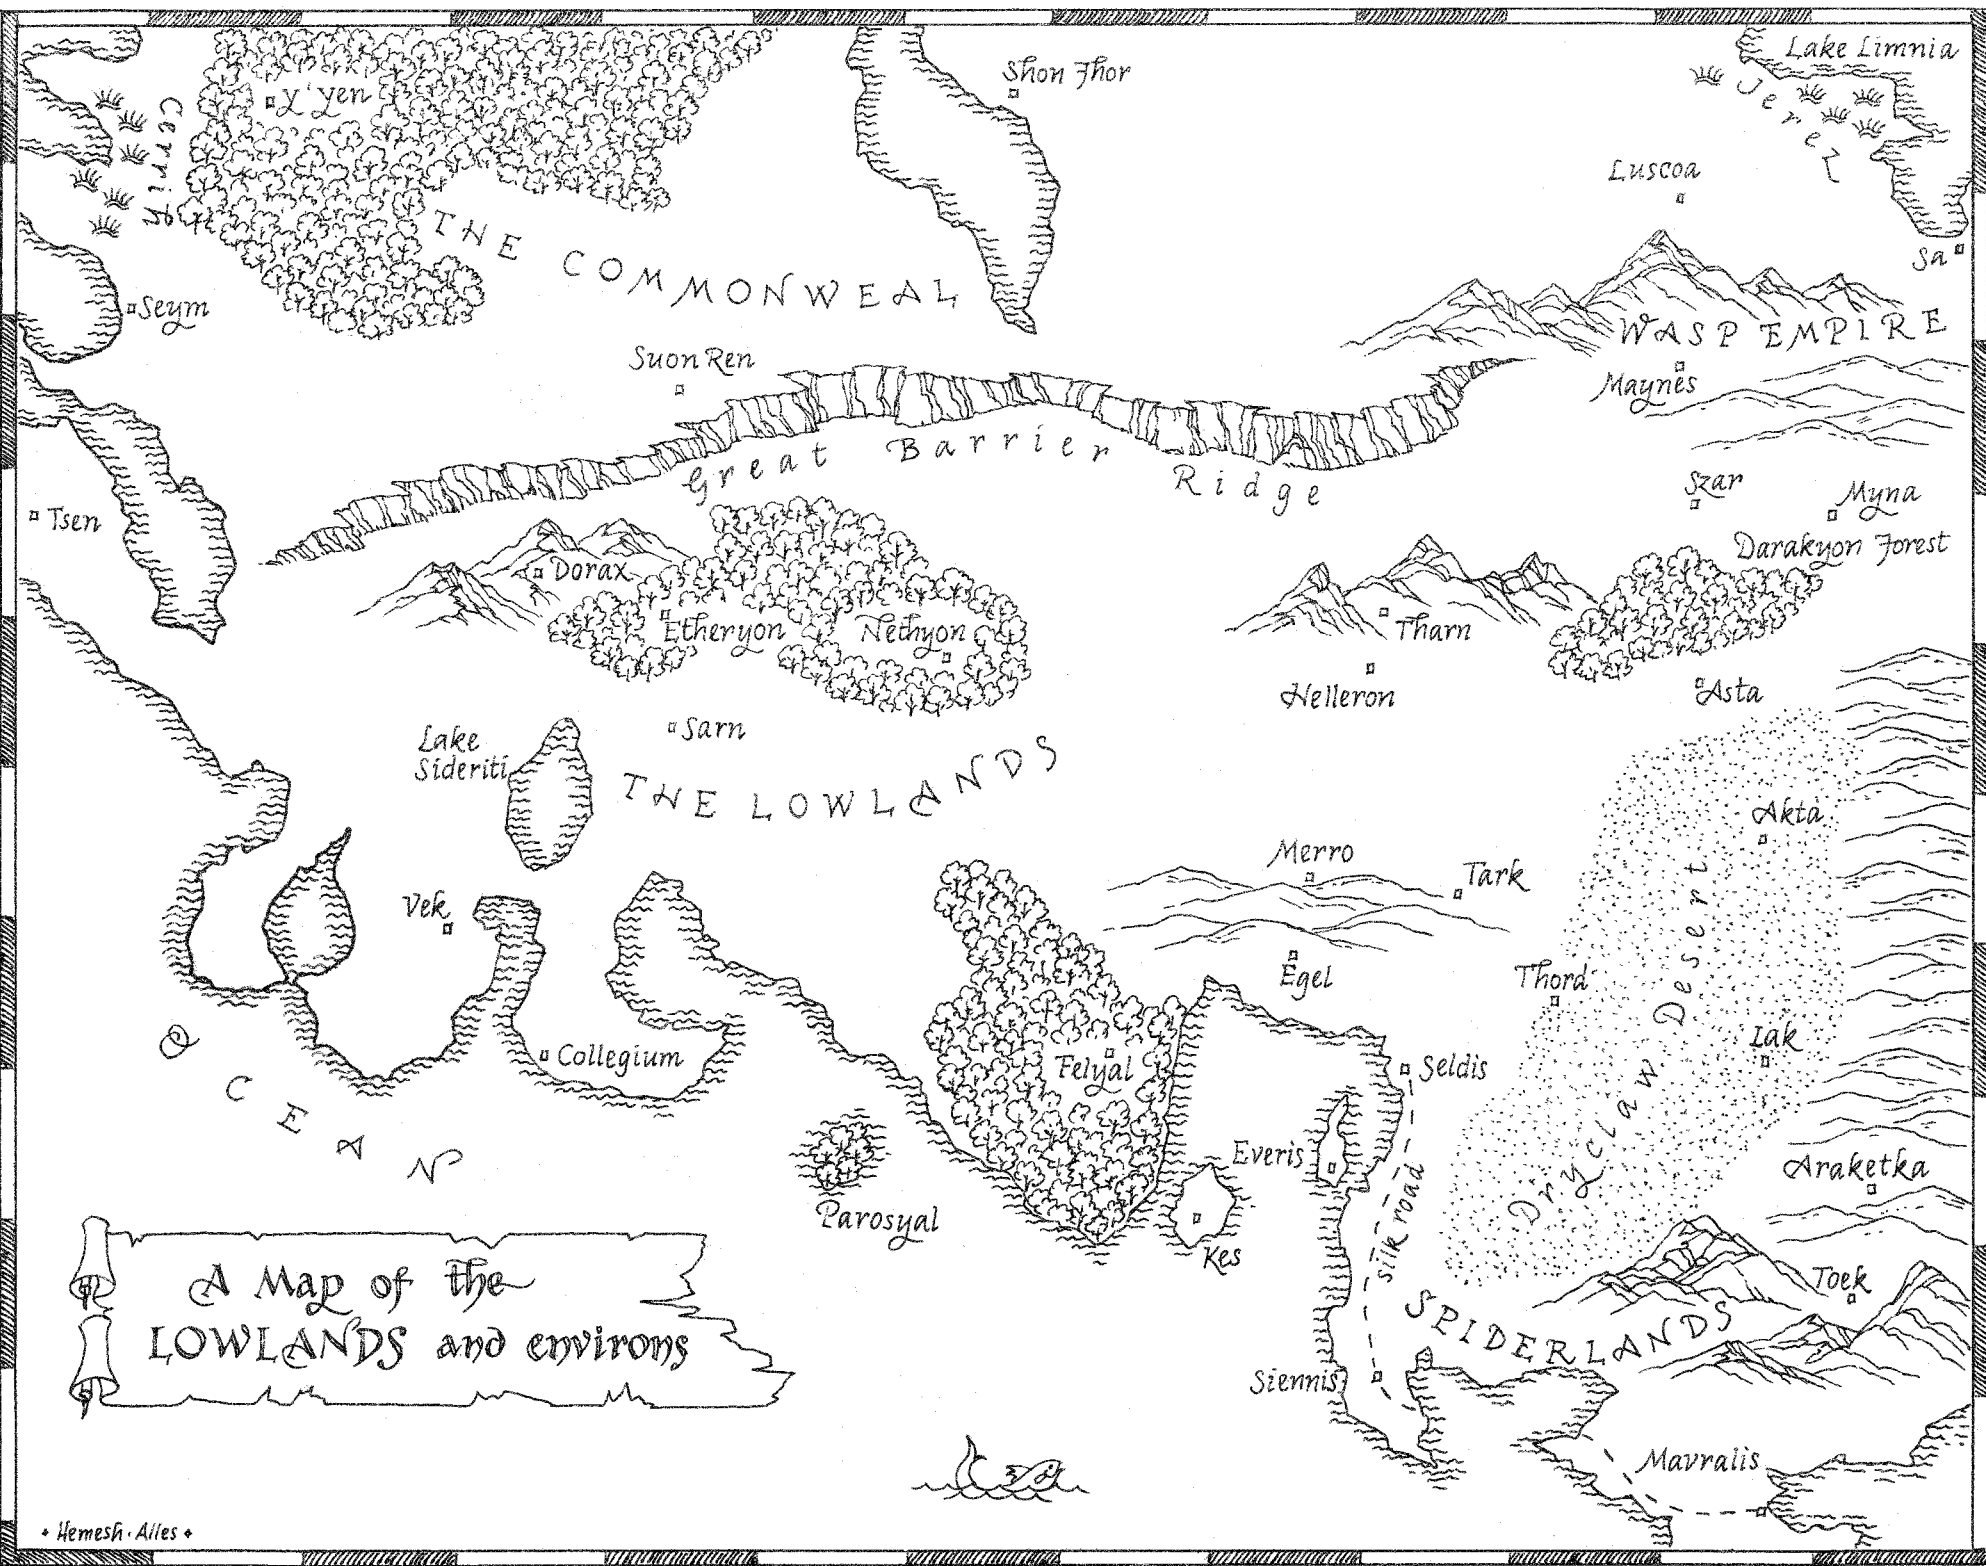 Lake Limnia
Shon Fhor
Y'yen
Jerez
Luscoa
THE COMMONWEAL
Sa
Seym
WASP EMPIRE
Suon Ren
Maynes
Great Barrier Ridge
Szar
Myna
Tsen
Darakyon Forest
Dorax
Etheryon
Nethyon
Tharn
Helleron
Asta
Sarn
Lake
Sideriti
THE LOWLANDS
Akta
Merro
Tark
Vek
Egel
Thord
Dryclaw Desert
Iak
OCEAN
Collegium
Felyal
Seldis
Everis
Araketka
silk road
Parosyal
Kes
Toek
SPIDERLANDS
A Map of the
LOWLANDS and environs
Siennis
Mavralis
Hemesh · Alles